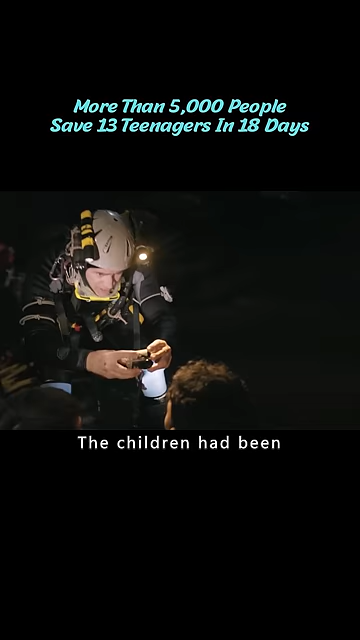 More Than 5,000 People
Save 13 Teenagers In 18 Days
The children had been